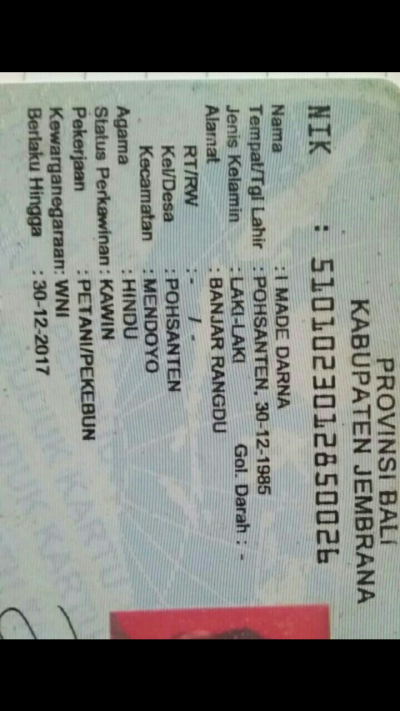 PROVINSI BALI
KABUPATEN JEMBRANA
NIK : 5101023012850026
Nama : I MADE DARNA
Tempat/Tgl Lahir : POHSANTEN, 30-12-1985
Jenis Kelamin : LAKI-LAKI Gol. Darah : -
Alamat : BANJAR RANGDU
RT/RW : - / -
Kel/Desa : POHSANTEN
Kecamatan : MENDOYO
Agama : HINDU
Status Perkawinan : KAWIN
Pekerjaan : PETANI/PEKEBUN
Kewarganegaraan: WNI
Berlaku Hingga : 30-12-2017